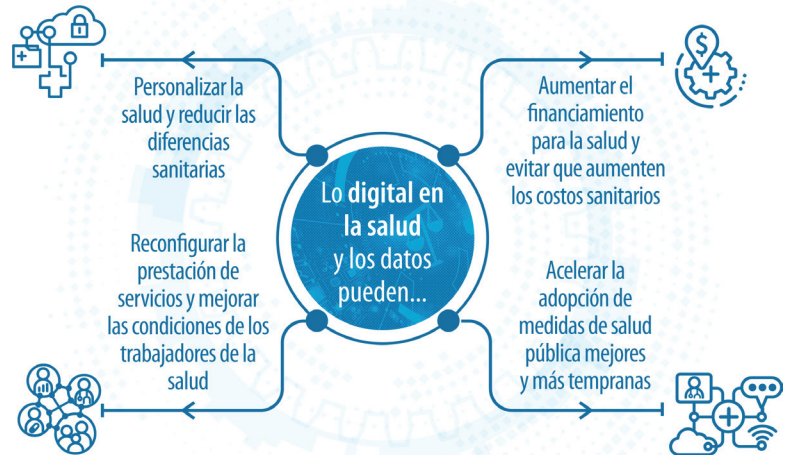 Personalizar la
salud y reducir las
diferencias
sanitarias
Aumentar el
financiamiento
para la salud y
evitar que aumenten
los costos sanitarios
Lo digital en
la salud
y los datos
pueden...
Reconfigurar la
prestación de
servicios y mejorar
las condiciones de los
trabajadores de la
salud
Acelerar la
adopción de
medidas de salud
pública mejores
y más tempranas
$